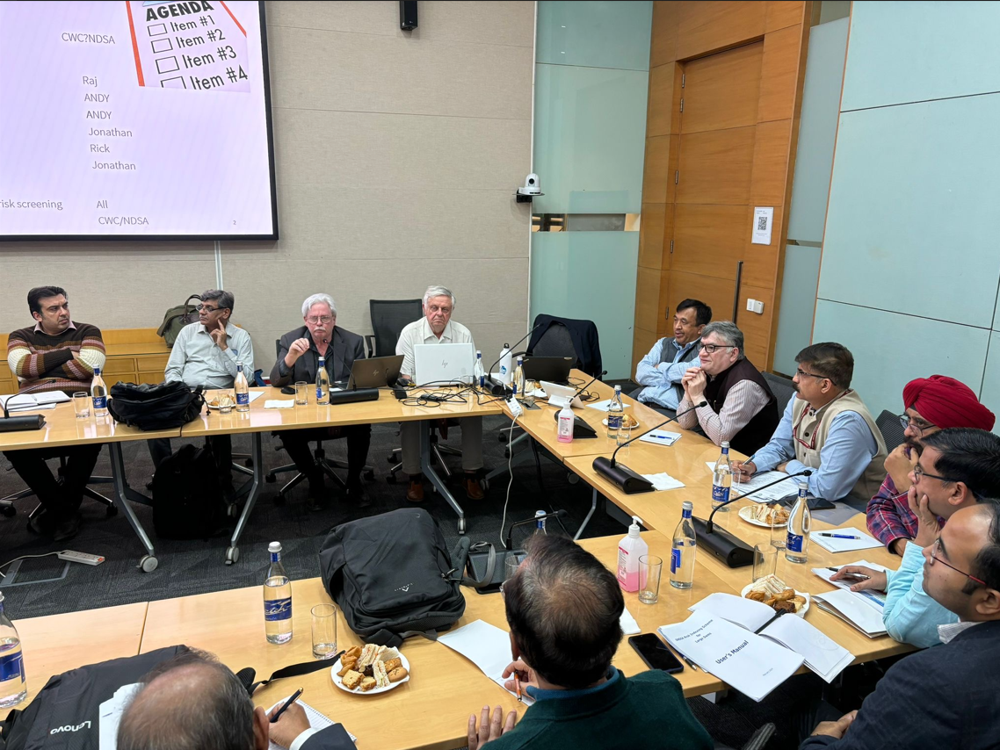 AGENDA
Item #1
Item #2
Item #3
Item #4
CWC?NDSA
Raj
ANDY
ANDY
Jonathan
Rick
Jonathan
risk screening All
CWC/NDSA
2
hp
User's Manual
Lenovo